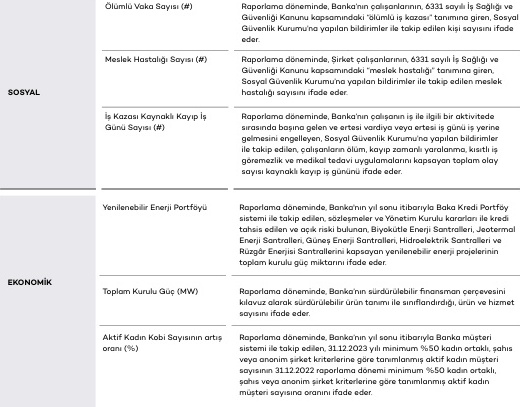 Ölümlü Vaka Sayısı (#)
Raporlama döneminde, Banka'nın çalışanlarının, 6331 sayılı İş Sağlığı ve
Güvenliği Kanunu kapsamındaki "ölümlü iş kazası" tanımına giren, Sosyal
Güvenlik Kurumu'na yapılan bildirimler ile takip edilen kişi sayısını ifade
eder.
Meslek Hastalığı Sayısı (#)
Raporlama döneminde, Şirket çalışanlarının, 6331 sayılı İş Sağlığı ve
Güvenliği Kanunu kapsamındaki "meslek hastalığı" tanımına giren,
Sosyal Güvenlik Kurumu'na yapılan bildirimler ile takip edilen meslek
hastalığı sayısını ifade eder.
SOSYAL
İş Kazası Kaynaklı Kayıp İş
Günü Sayısı (#)
Raporlama döneminde, Banka'nın çalışanın iş ile ilgili bir aktivitede
sırasında başına gelen ve ertesi vardiya veya ertesi iş günü iş yerine
gelmesini engelleyen, Sosyal Güvenlik Kurumu'na yapılan bildirimler
ile takip edilen, çalışanların ölüm, kayıp zamanlı yaralanma, kısıtlı iş
göremezlik ve medikal tedavi uygulamalarını kapsayan toplam olay
sayısı kaynaklı kayıp iş gününü ifade eder.
Yenilenebilir Enerji Portföyü
Raporlama döneminde, Banka'nın yıl sonu itibarıyla Baka Kredi Portföy
sistemi ile takip edilen, sözleşmeler ve Yönetim Kurulu kararları ile kredi
tahsis edilen ve açık riski bulunan, Biyokütle Enerji Santralleri, Jeotermal
Enerji Santralleri, Güneş Enerji Santralleri, Hidroelektrik Santralleri ve
Rüzgâr Enerjisi Santrallerini kapsayan yenilenebilir enerji projelerinin
toplam kurulu güç miktarını ifade eder.
EKONOMİK
Toplam Kurulu Güç (MW)
Raporlama döneminde, Banka'nın sürdürülebilir finansman çerçevesini
kılavuz alarak sürdürülebilir ürün tanımı ile sınıflandırdığı, ürün ve hizmet
sayısını ifade eder.
Aktif Kadın Kobi Sayısının artış
oranı (%)
Raporlama döneminde, Banka'nın yıl sonu itibarıyla Banka müşteri
sistemi ile takip edilen, 31.12.2023 yılı minimum %50 kadın ortaklı, şahıs
veya anonim şirket kriterlerine göre tanımlanmış aktif kadın müşteri
sayısının 31.12.2022 raporlama dönemi minimum %50 kadın ortaklı,
şahıs veya anonim şirket kriterlerine göre tanımlanmış aktif kadın
müşteri sayısına oranını ifade eder.